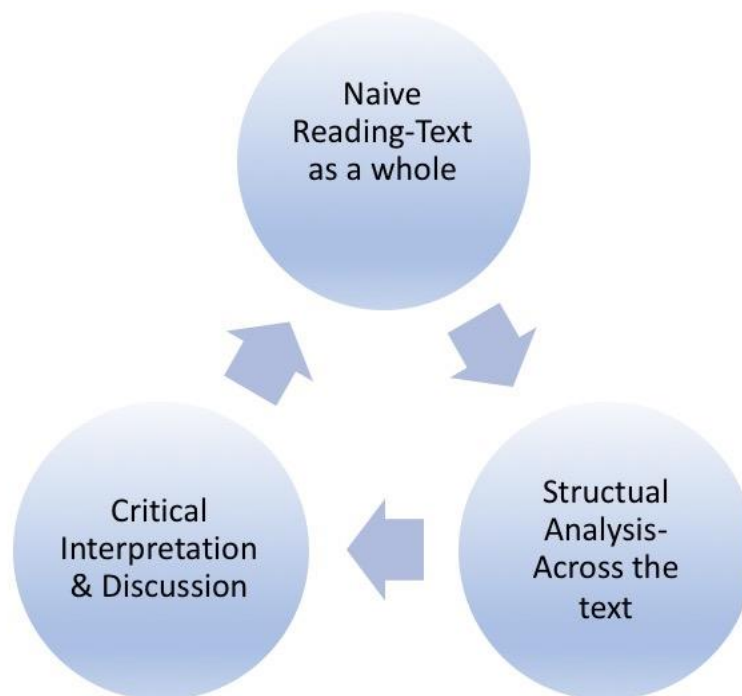 Naive
Reading-Text
as a whole
Structual
Analysis-
Across the
text
Critical
Interpretation
& Discussion